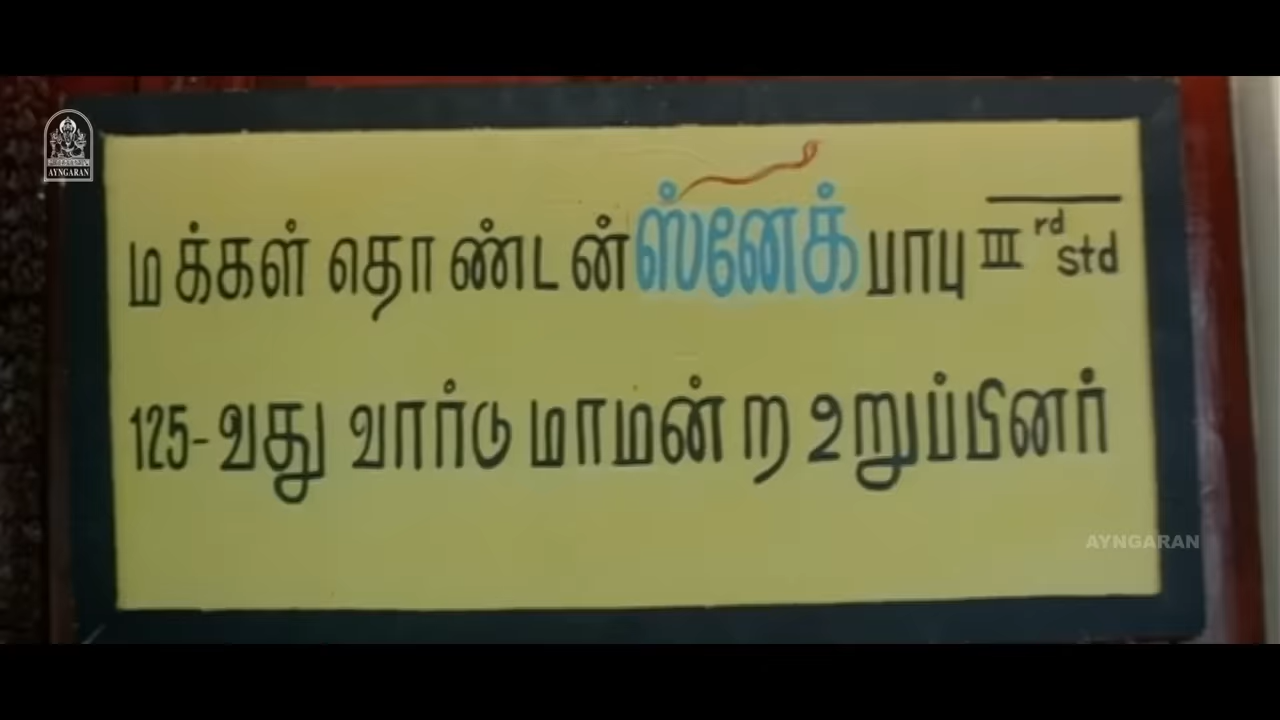 AYNGARAN
மக்கள் தொண்டன் ஸ்னேக் பாபு III rd std
125-வது வார்டு மாமன்ற உறுப்பினர்
AYNGARAN